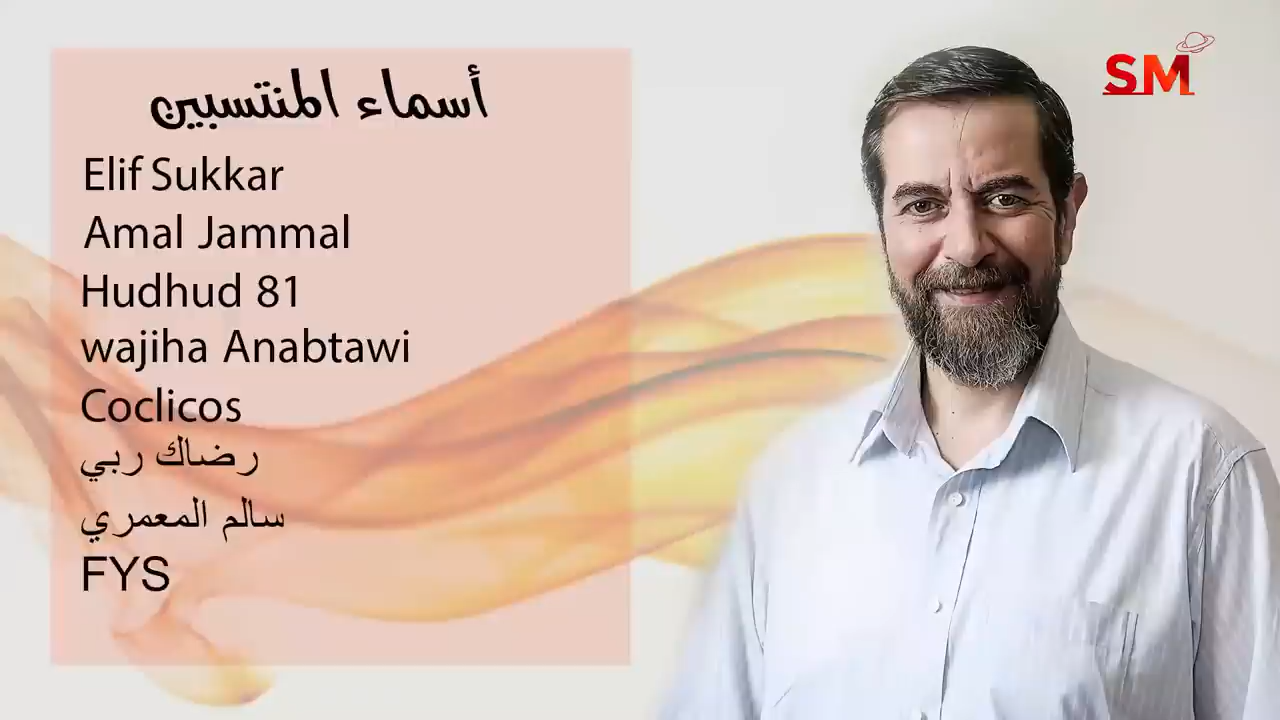 أسماء المنتسبين
Elif Sukkar
Amal Jammal
Hudhud 81
wajiha Anabtawi
Coclicos
رضاك ربي
سالم المعمري
FYS
SM